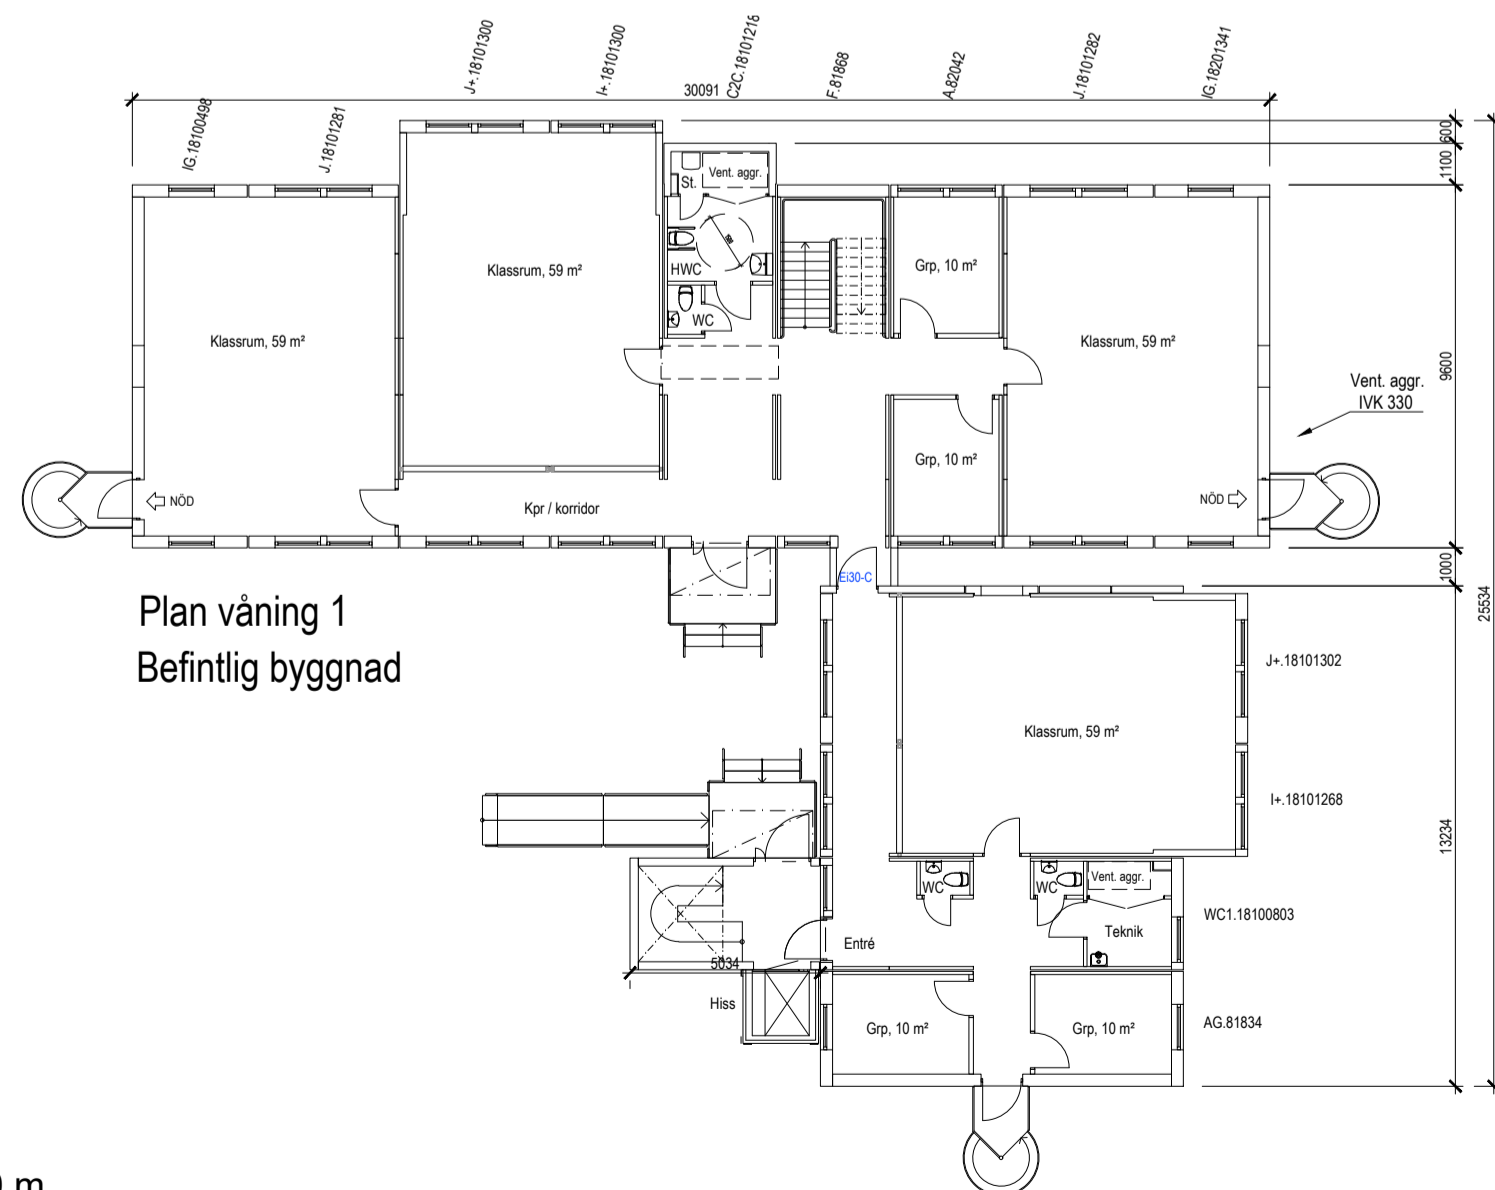 J+.18101300
I+.18101300
C2C.18101218
F.81868
A.82042
J.18101282
IG.18201341
30091
IG.18100498
J.18101281
600
1100
St.
Vent. aggr.
Klassrum, 59 m²
HWC
Grp, 10 m²
WC
Klassrum, 59 m²
Klassrum, 59 m²
9600
Vent. aggr.
IVK 330
Grp, 10 m²
NÖD
Kpr / korridor
NÖD
Ei30-C
1000
Plan våning 1
Befintlig byggnad
25534
J+.18101302
Klassrum, 59 m²
I+.18101268
13234
WC
WC
Vent. aggr.
WC1.18100803
Entré
Teknik
5034
Hiss
Grp, 10 m²
Grp, 10 m²
AG.81834
m